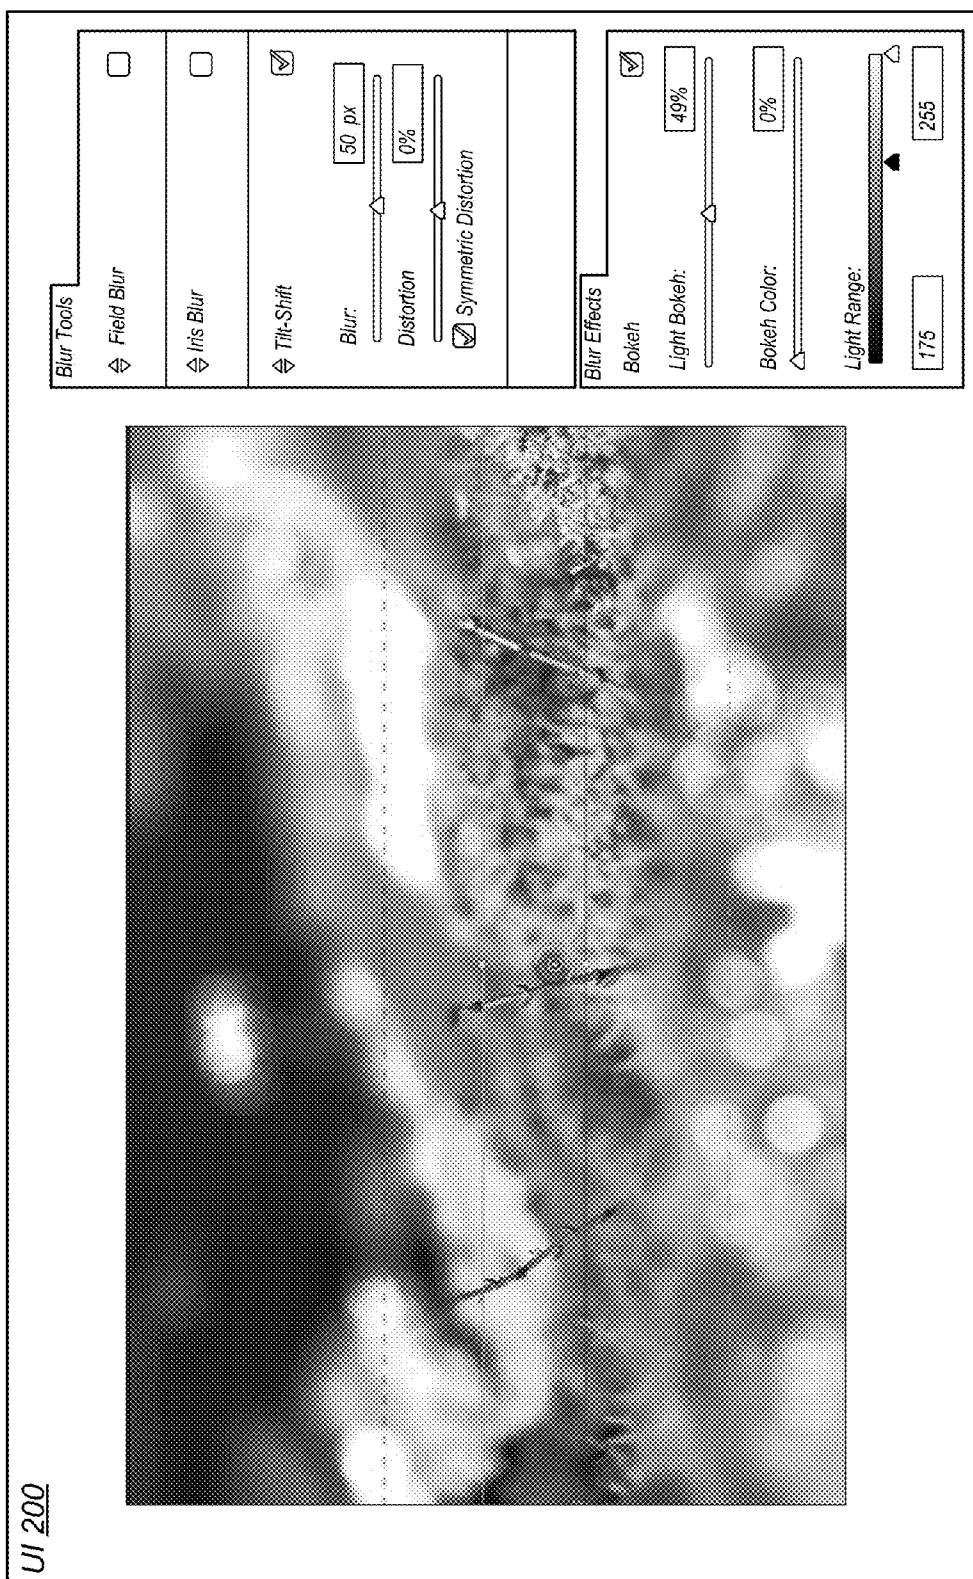 UI 200
Blur Tools
Field Blur
Iris Blur
Tilt-Shift
Blur:
50 px
Distortion
0%
Symmetric Distortion
Blur Effects
Bokeh
Light Bokeh:
49%
Bokeh Color:
0%
Light Range:
175
255